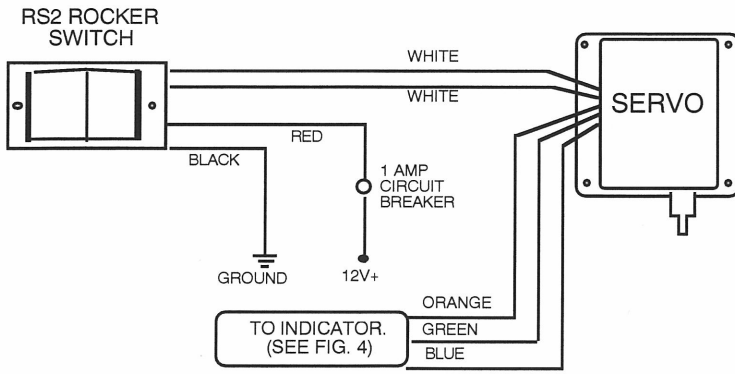 RS2 ROCKER
SWITCH
WHITE
WHITE
SERVO
RED
BLACK
1 AMP
CIRCUIT
BREAKER
GROUND
12V+
ORANGE
TO INDICATOR.
(SEE FIG. 4)
GREEN
BLUE